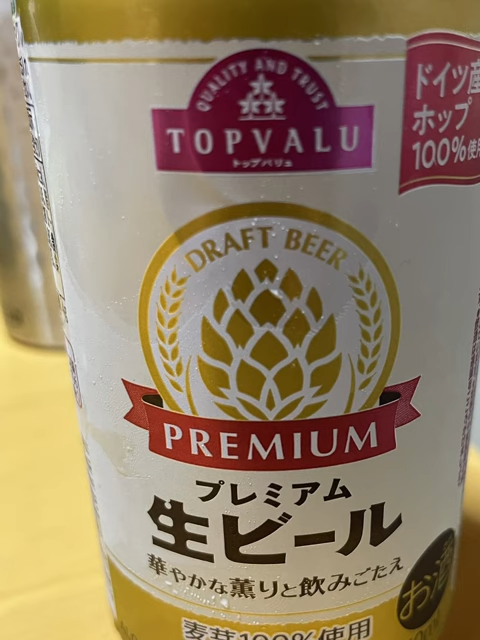 QUALITY AND TRUST
TOPVALU
トップバリュ
ドイツ産
ホップ
100%使用
DRAFT BEER
PREMIUM
プレミアム
生ビール
華やかな薫りと飲みごたえ
お酒
麦芽100%使用